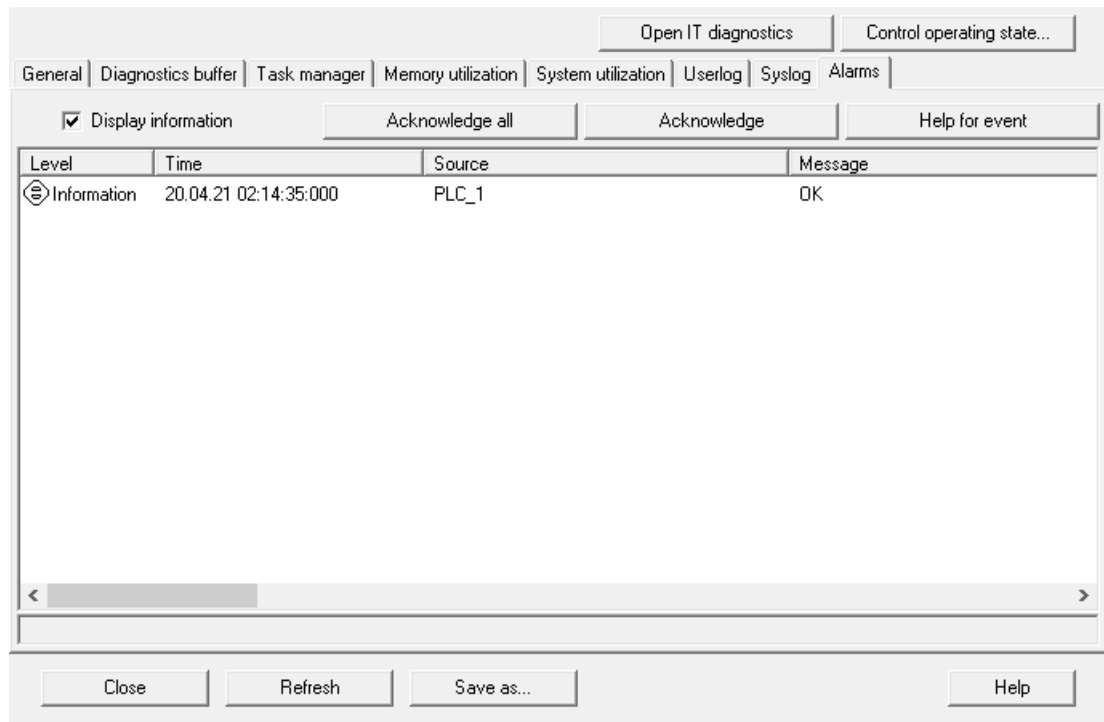 Open IT diagnostics Control operating state...
General Diagnostics buffer Task manager Memory utilization System utilization Userlog Syslog Alarms
Display information Acknowledge all Acknowledge Help for event
Level Time Source Message
Information 20.04.21 02:14:35:000 PLC_1 OK
Close Refresh Save as... Help